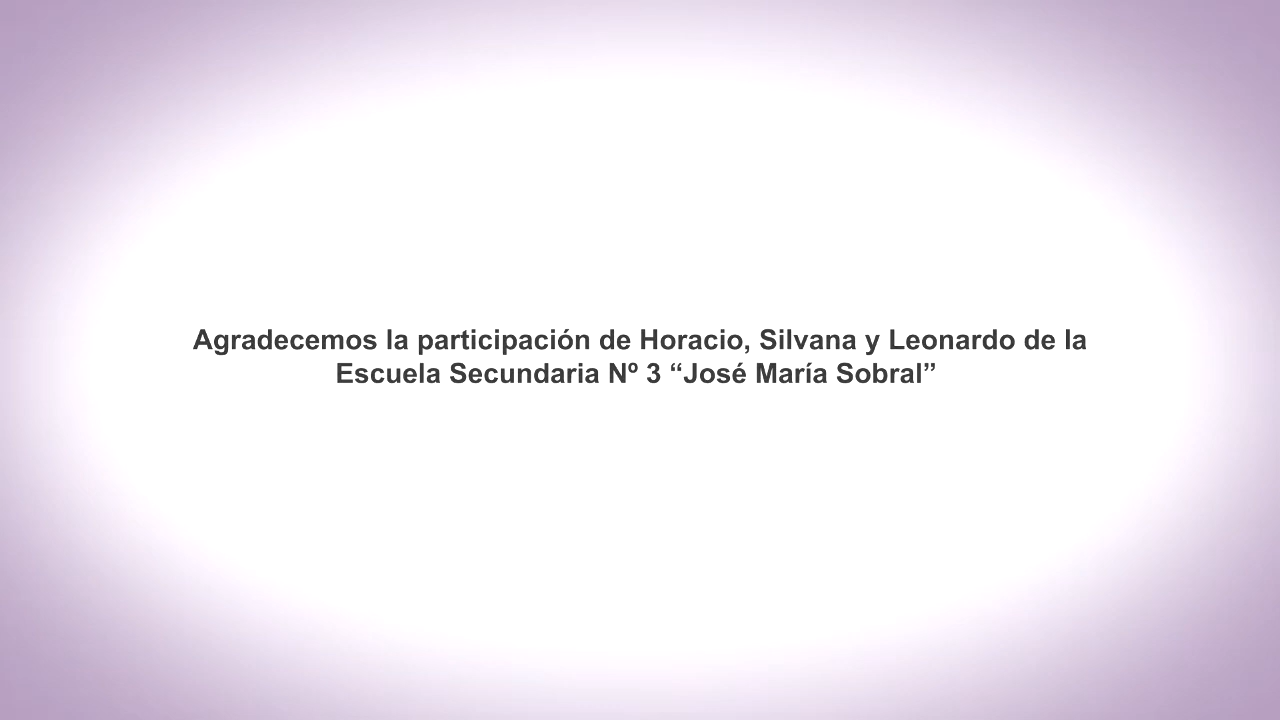 Agradecemos la participación de Horacio, Silvana y Leonardo de la
Escuela Secundaria Nº 3 “José María Sobral”